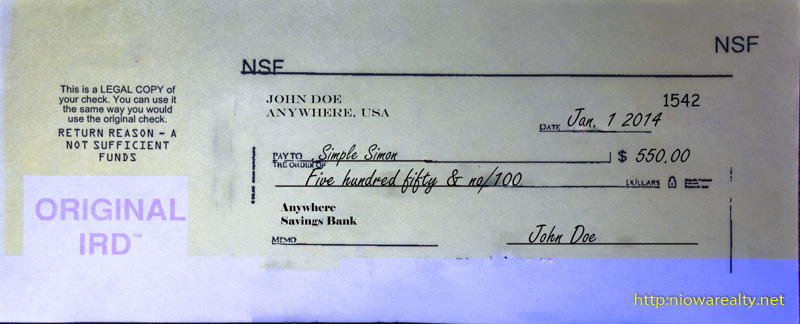 NSF
NSF
This is a LEGAL COPY of
your check. You can use it
the same way you would
use the original check.
RETURN REASON - A
NOT SUFFICIENT
FUNDS
ORIGINAL
IRD™
JOHN DOE
ANYWHERE, USA
1542
DATE Jan. 1 2014
PAY TO
THE ORDER OF Simple Simon $ 550.00
Five hundred fifty & no/100 DOLLARS
Anywhere
Savings Bank
MEMO John Doe
http:niowarealty.net